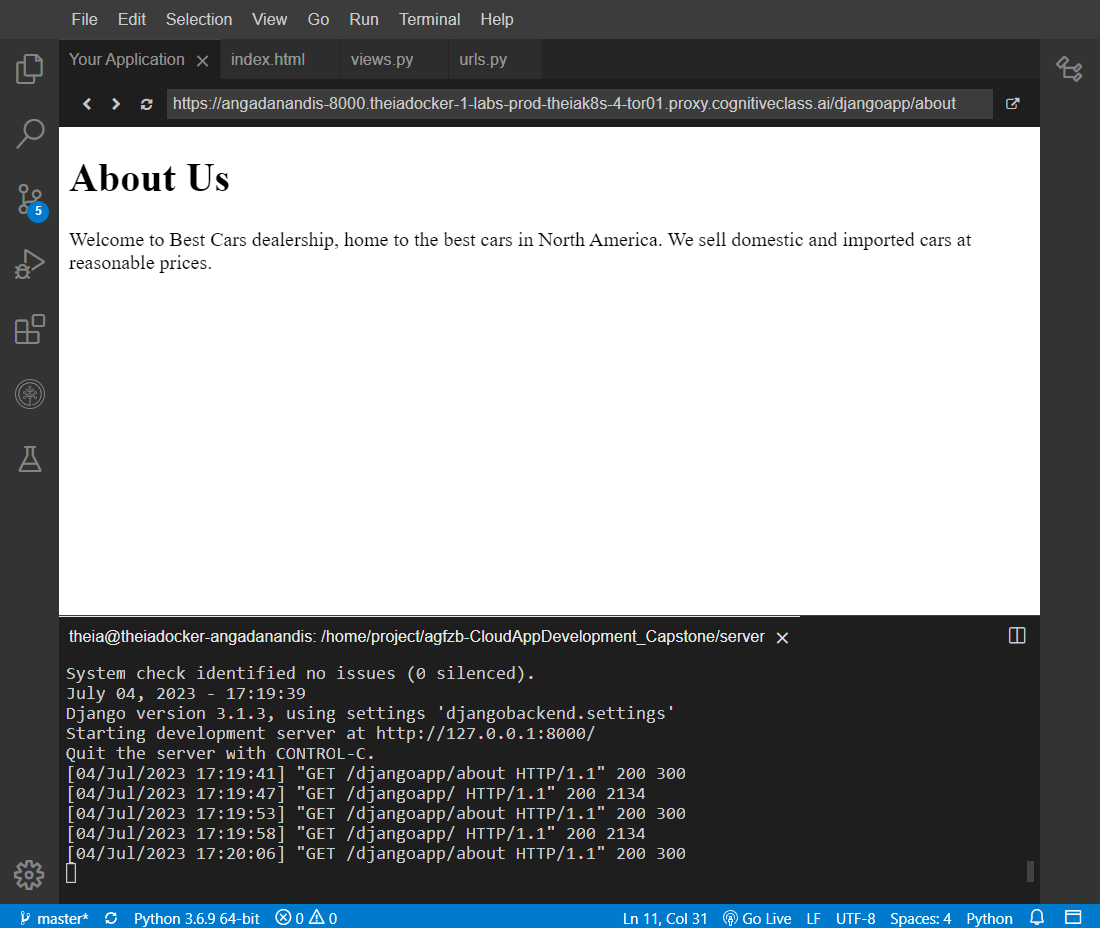 File Edit Selection View Go Run Terminal Help
Your Application index.html views.py urls.py
https://angadanandis-8000.theiadocker-1-labs-prod-theiak8s-4-tor01.proxy.cognitiveclass.ai/djangoapp/about
About Us
Welcome to Best Cars dealership, home to the best cars in North America. We sell domestic and imported cars at
reasonable prices.
5
theia@theiadocker-angadanandis: /home/project/agfzb-CloudAppDevelopment_Capstone/server
System check identified no issues (0 silenced).
July 04, 2023 - 17:19:39
Django version 3.1.3, using settings 'djangobackend.settings'
Starting development server at http://127.0.0.1:8000/
Quit the server with CONTROL-C.
[04/Jul/2023 17:19:41] "GET /djangoapp/about HTTP/1.1" 200 300
[04/Jul/2023 17:19:47] "GET /djangoapp/ HTTP/1.1" 200 2134
[04/Jul/2023 17:19:53] "GET /djangoapp/about HTTP/1.1" 200 300
[04/Jul/2023 17:19:58] "GET /djangoapp/ HTTP/1.1" 200 2134
[04/Jul/2023 17:20:06] "GET /djangoapp/about HTTP/1.1" 200 300
master* Python 3.6.9 64-bit 0 0 Ln 11, Col 31 Go Live LF UTF-8 Spaces: 4 Python